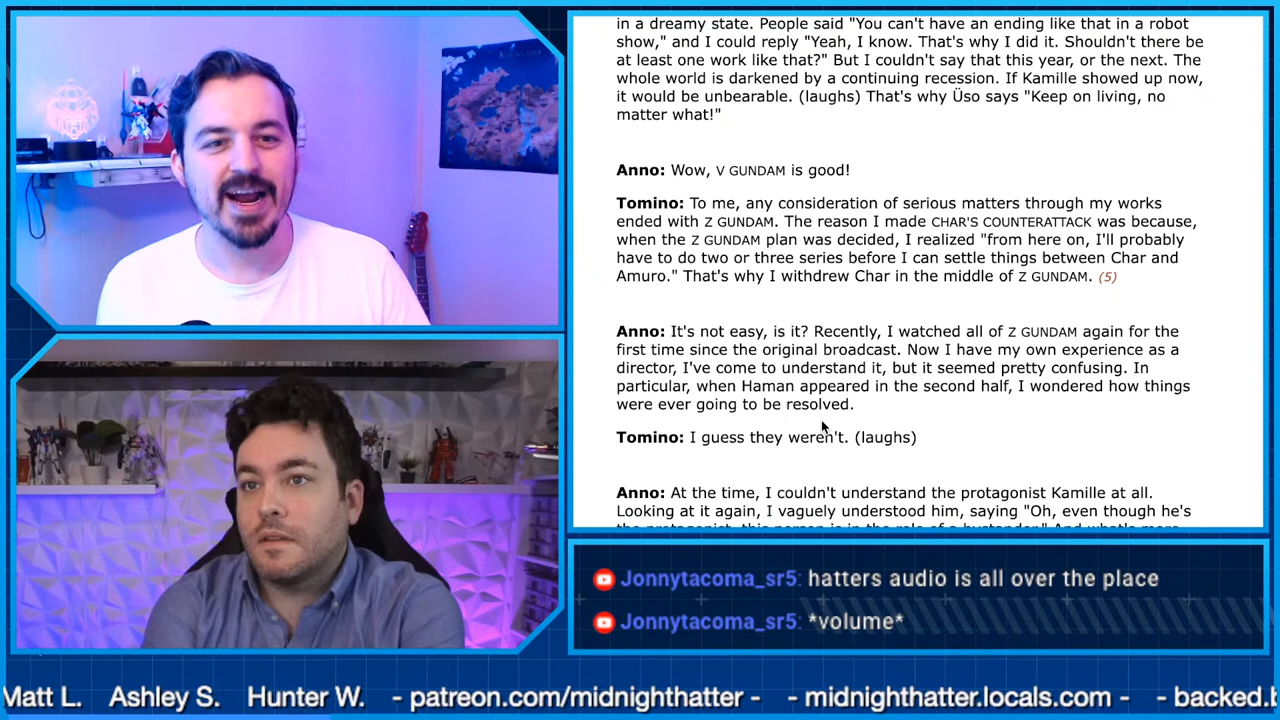 in a dreamy state. People said "You can't have an ending like that in a robot
show," and I could reply "Yeah, I know. That's why I did it. Shouldn't there be
at least one work like that?" But I couldn't say that this year, or the next. The
whole world is darkened by a continuing recession. If Kamille showed up now,
it would be unbearable. (laughs) That's why Üso says "Keep on living, no
matter what!"
Anno: Wow, V GUNDAM is good!
Tomino: To me, any consideration of serious matters through my works
ended with Z GUNDAM. The reason I made CHAR'S COUNTERATTACK was because,
when the Z GUNDAM plan was decided, I realized "from here on, I'll probably
have to do two or three series before I can settle things between Char and
Amuro." That's why I withdrew Char in the middle of Z GUNDAM. (5)
Anno: It's not easy, is it? Recently, I watched all of Z GUNDAM again for the
first time since the original broadcast. Now I have my own experience as a
director, I've come to understand it, but it seemed pretty confusing. In
particular, when Haman appeared in the second half, I wondered how things
were ever going to be resolved.
Tomino: I guess they weren't. (laughs)
Anno: At the time, I couldn't understand the protagonist Kamille at all.
Looking at it again, I vaguely understood him, saying "Oh, even though he's
Jonnytacoma_sr5: hatters audio is all over the place
Jonnytacoma_sr5: *volume*
Matt L. Ashley S. Hunter W. - patreon.com/midnighthatter - - midnighthatter.locals.com - - backed.b